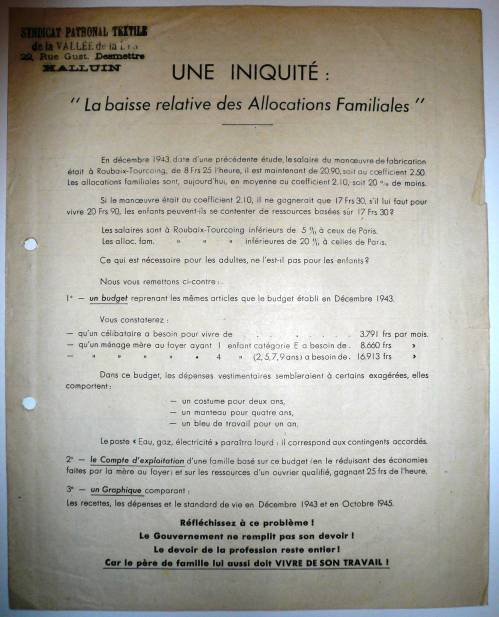 SYNDICAT PATRONAL TEXTILE
de la VALLÉE de la LYS
22, Rue Gust. Desmettre
HALLUIN
UNE INIQUITÉ :
" La baisse relative des Allocations Familiales "
En décembre 1943, date d'une précédente étude, le salaire du manœuvre de fabrication
était à Roubaix-Tourcoing, de 8 Frs 25 l'heure, il est maintenant de 20.90, soit au coefficient 2.50
Les allocations familiales sont, aujourd'hui, en moyenne au coefficient 2.10, soit 20 % de moins.
Si le manœuvre était au coefficient 2.10, il ne gagnerait que 17 Frs 30, s'il lui faut pour
vivre 20 Frs 90, les enfants peuvent-ils se contenter de ressources basées sur 17 Frs 30 ?
Les salaires sont à Roubaix-Tourcoing inférieurs de 5 % à ceux de Paris.
Les alloc. fam. " " " inférieures de 20 % à celles de Paris.
Ce qui est nécessaire pour les adultes, ne l'est-il pas pour les enfants ?
Nous vous remettons ci-contre :
1° — un budget reprenant les mêmes articles que le budget établi en Décembre 1943.
Vous constaterez :
— qu'un célibataire a besoin pour vivre de . . . . . . 3.791 frs par mois.
— qu'un ménage mère au foyer ayant 1 enfant catégorie E a besoin de . 8.660 frs »
— " " " " " 4 » (2, 5, 7, 9 ans) a besoin de . 16.913 frs »
Dans ce budget, les dépenses vestimentaires sembleraient à certains exagérées, elles
comportent :
— un costume pour deux ans,
— un manteau pour quatre ans,
— un bleu de travail pour un an.
Le poste « Eau, gaz, électricité » paraîtra lourd : il correspond aux contingents accordés.
2° — le Compte d'exploitation d'une famille basé sur ce budget (en le réduisant des économies
faites par la mère au foyer) et sur les ressources d'un ouvrier qualifié, gagnant 25 frs de l'heure.
3° — un Graphique comparant :
Les recettes, les dépenses et le standard de vie en Décembre 1943 et en Octobre 1945.
Réfléchissez à ce problème !
Le Gouvernement ne remplit pas son devoir !
Le devoir de la profession reste entier !
Car le père de famille lui aussi doit VIVRE DE SON TRAVAIL !